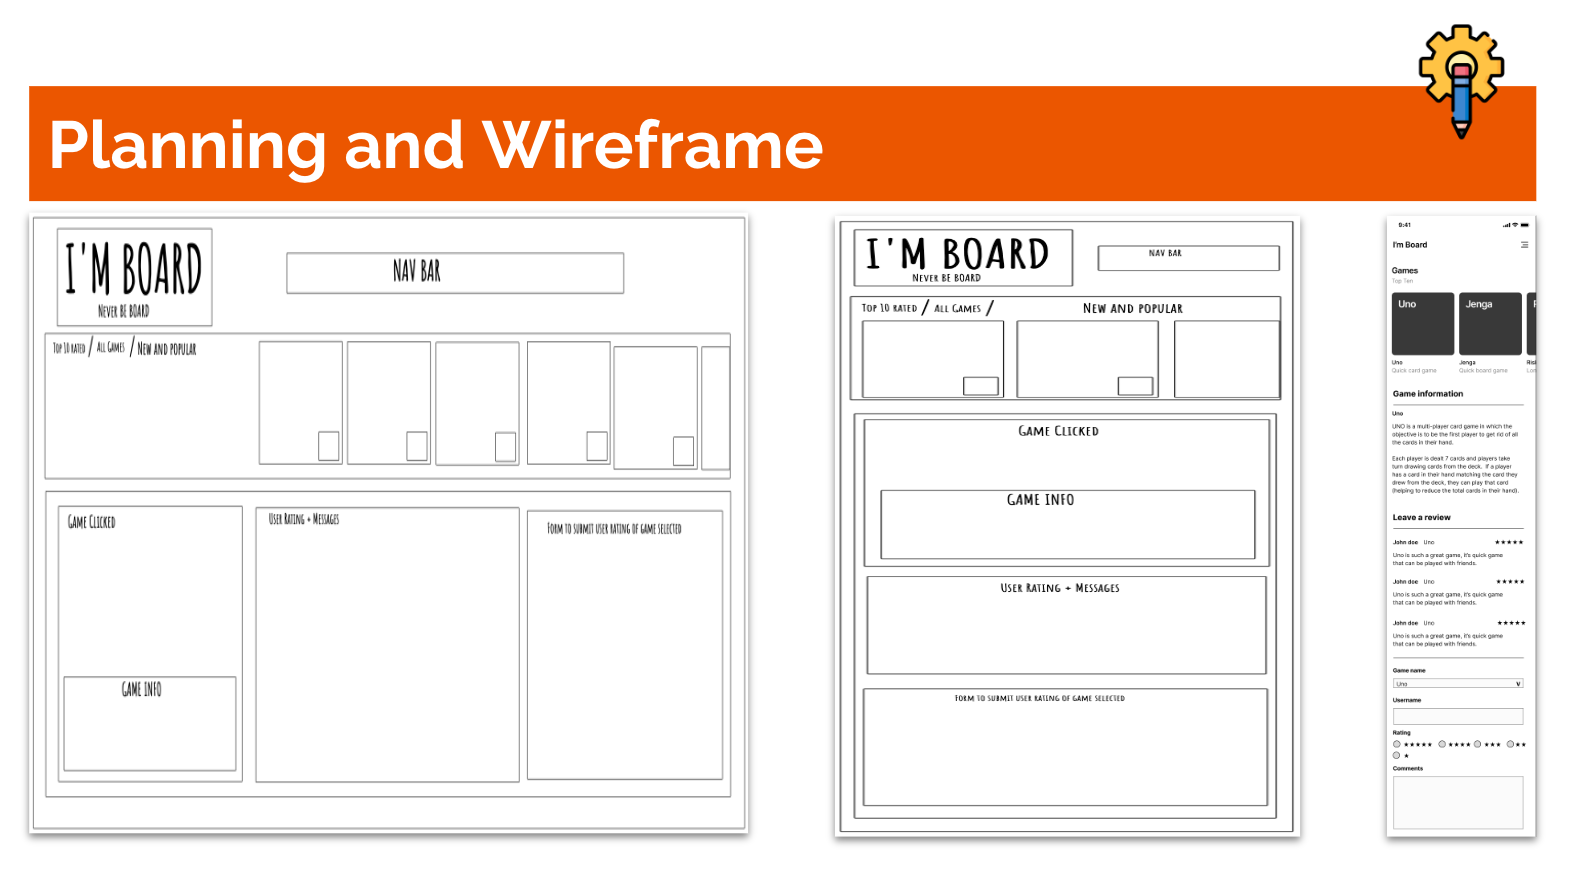 Planning and Wireframe
I'M BOARD
Never BE BOARD
NAV BAR
Top 10 rated / All Games / New and popular
Game Clicked
GAME INFO
User Rating + Messages
Form to submit user rating of game selected
I'M BOARD
Never BE BOARD
NAV BAR
Top 10 rated / All Games /
New and popular
Game Clicked
GAME INFO
User Rating + Messages
Form to submit user rating of game selected
9:41
I'm Board
Games
Top Ten
Uno
Jenga
Uno
Jenga
Quick card game
Quick board game
Game information
Uno
UNO is a multi-player card game in which the
objective is to be the first player to get rid of all
the cards in their hand.
Each player is dealt 7 cards and players take
turn drawing cards from the deck. If a player
has a card in their hand matching the card they
drew from the deck, they can play that card
(helping to reduce the total cards in their hand).
Leave a review
John doe Uno ★★★★★
Uno is such a great game, it's quick game
that can be played with friends.
John doe Uno ★★★★★
Uno is such a great game, it's quick game
that can be played with friends.
John doe Uno ★★★★★
Uno is such a great game, it's quick game
that can be played with friends.
Game name
Uno
Username
Rating
★★★★★ ★★★★ ★★★ ★★
★
Comments